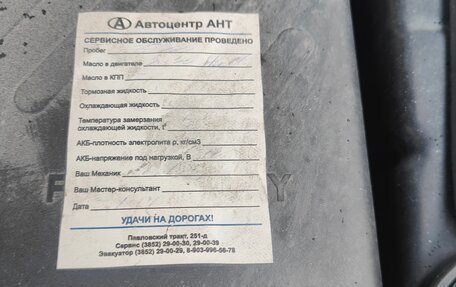 А Автоцентр АНТ
СЕРВИСНОЕ ОБСЛУЖИВАНИЕ ПРОВЕДЕНО
Пробег
Масло в двигателе
Масло в КПП
Тормозная жидкость
Охлаждающая жидкость
Температура замерзания
охлаждающей жидкости, t°
АКБ-плотность электролита р, кг/см3
АКБ-напряжение под нагрузкой, В
Ваш Механик
Ваш Мастер-консультант
Дата
УДАЧИ НА ДОРОГАХ!
Павловский тракт, 251-д
Сервис (3852) 29-00-30, 29-00-39
Эвакуатор (3852) 29-00-29, 8-903-996-66-78